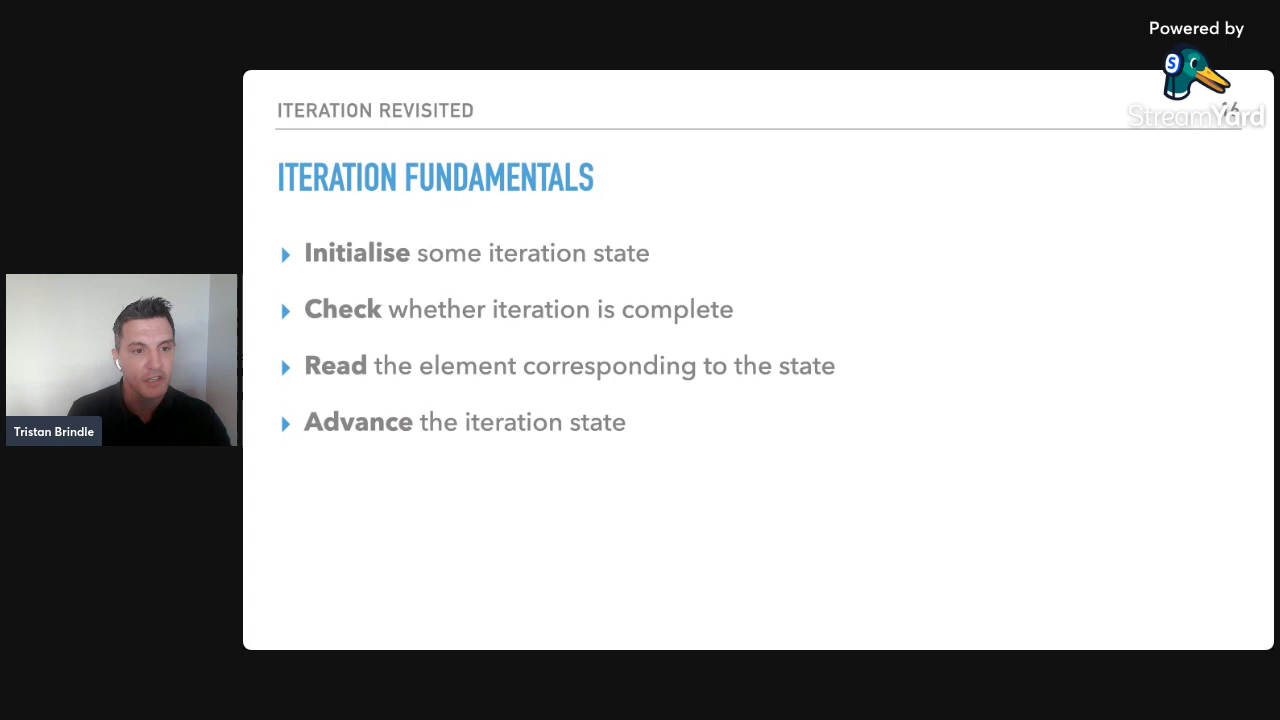 Powered by
StreamYard
ITERATION REVISITED
ITERATION FUNDAMENTALS
Initialise some iteration state
Check whether iteration is complete
Read the element corresponding to the state
Advance the iteration state
Tristan Brindle
S